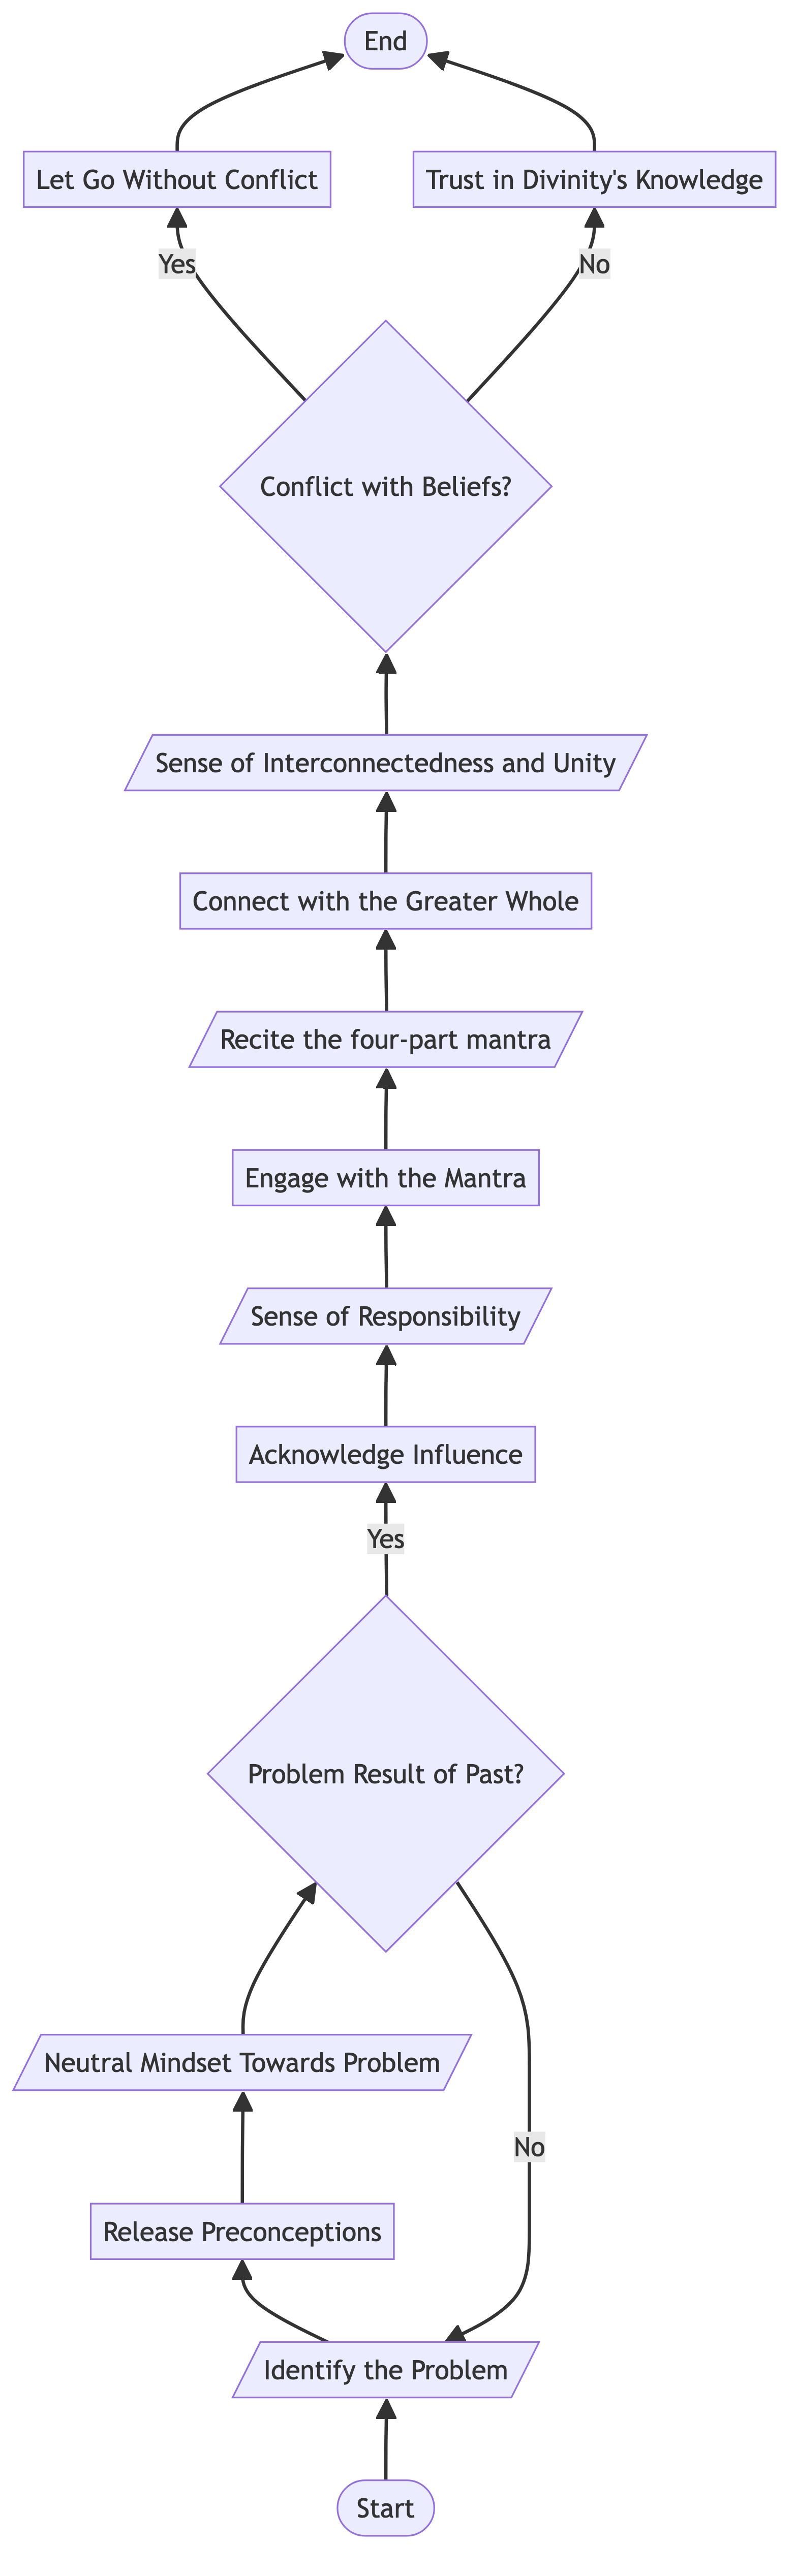 End
Let Go Without Conflict
Trust in Divinity's Knowledge
Yes
No
Conflict with Beliefs?
Sense of Interconnectedness and Unity
Connect with the Greater Whole
Recite the four-part mantra
Engage with the Mantra
Sense of Responsibility
Acknowledge Influence
Yes
Problem Result of Past?
Neutral Mindset Towards Problem
No
Release Preconceptions
Identify the Problem
Start